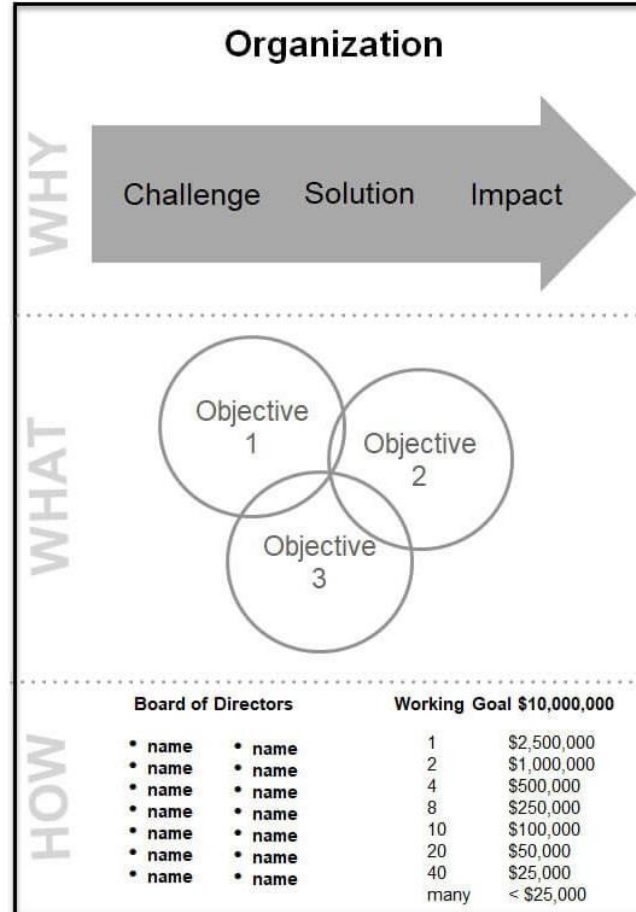 Organization
WHY
Challenge Solution Impact
WHAT
Objective
1
Objective
2
Objective
3
HOW
Board of Directors
• name • name
• name • name
• name • name
• name • name
• name • name
• name • name
• name • name
Working Goal $10,000,000
1 $2,500,000
2 $1,000,000
4 $500,000
8 $250,000
10 $100,000
20 $50,000
40 $25,000
many < $25,000